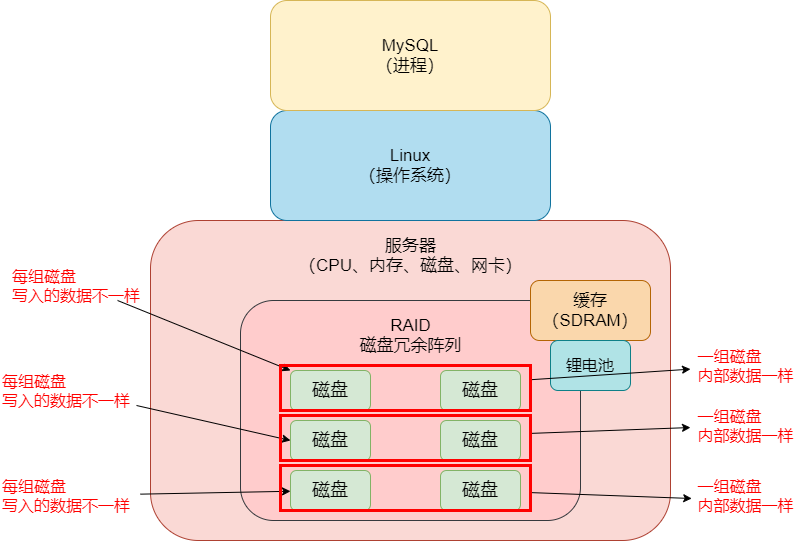 MySQL
（进程）
Linux
（操作系统）
服务器
（CPU、内存、磁盘、网卡）
每组磁盘
写入的数据不一样
缓存
（SDRAM）
RAID
磁盘冗余阵列
锂电池
一组磁盘
内部数据一样
磁盘
磁盘
每组磁盘
写入的数据不一样
一组磁盘
内部数据一样
磁盘
磁盘
每组磁盘
写入的数据不一样
一组磁盘
内部数据一样
磁盘
磁盘